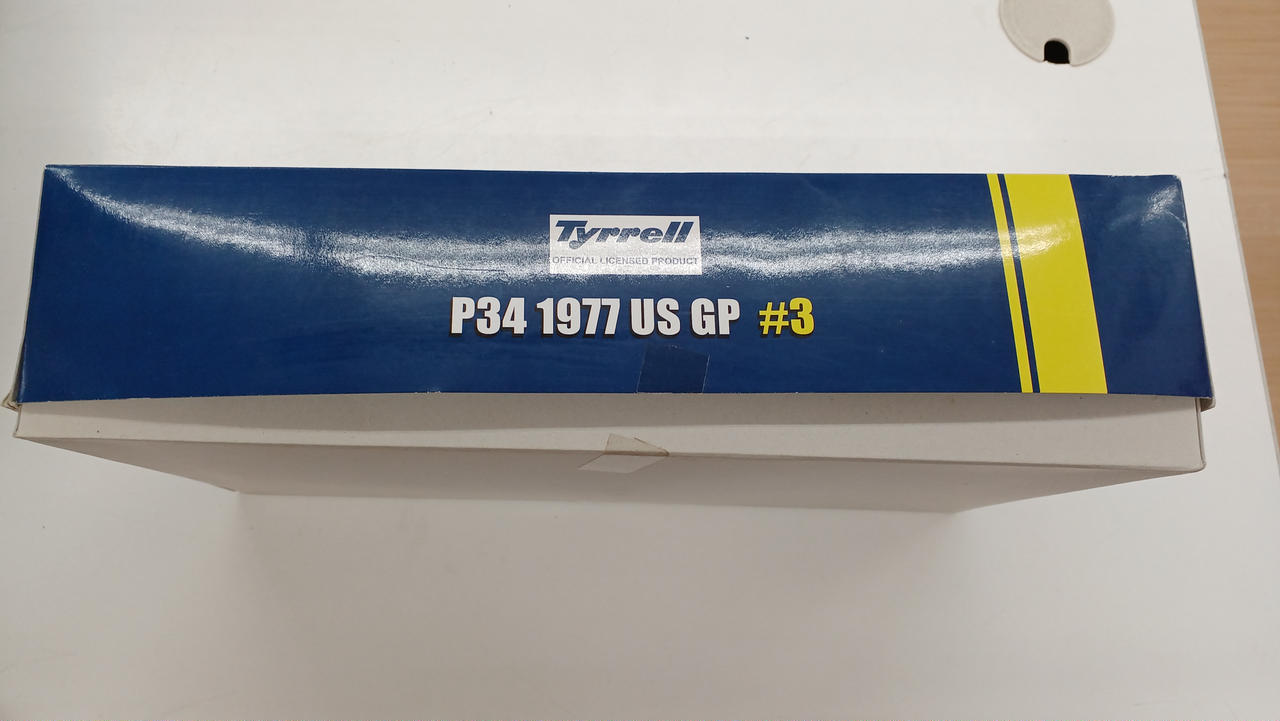 Tyrrell
OFFICIAL LICENSED PRODUCT
P34 1977 US GP #3